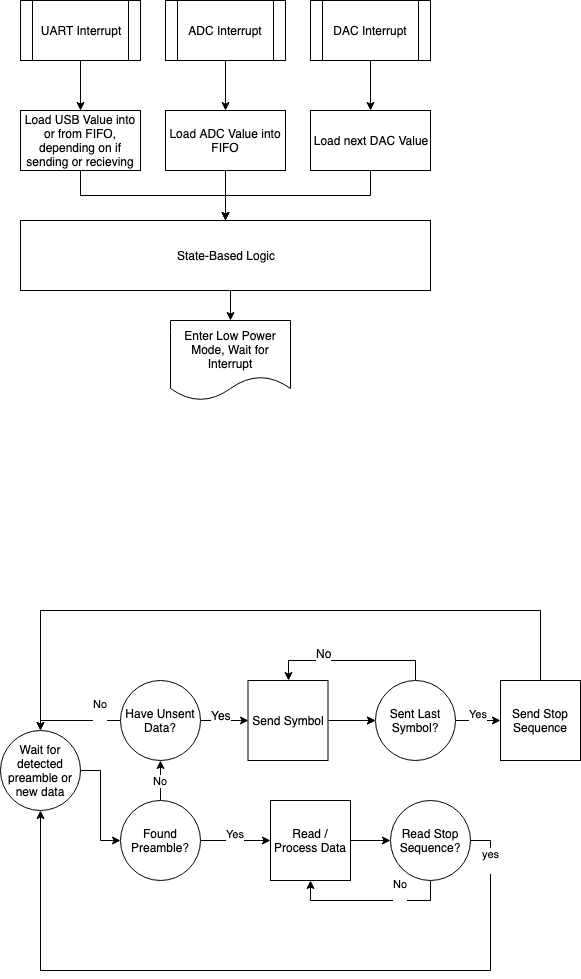 UART Interrupt
ADC Interrupt
DAC Interrupt
Load USB Value into
or from FIFO,
depending on if
sending or recieving
Load ADC Value into
FIFO
Load next DAC Value
State-Based Logic
Enter Low Power
Mode, Wait for
Interrupt
No
No
Have Unsent
Data?
Yes
Send Symbol
Sent Last
Symbol?
Yes
Send Stop
Sequence
Wait for
detected
preamble or
new data
No
Found
Preamble?
Yes
Read /
Process Data
Read Stop
Sequence?
yes
No